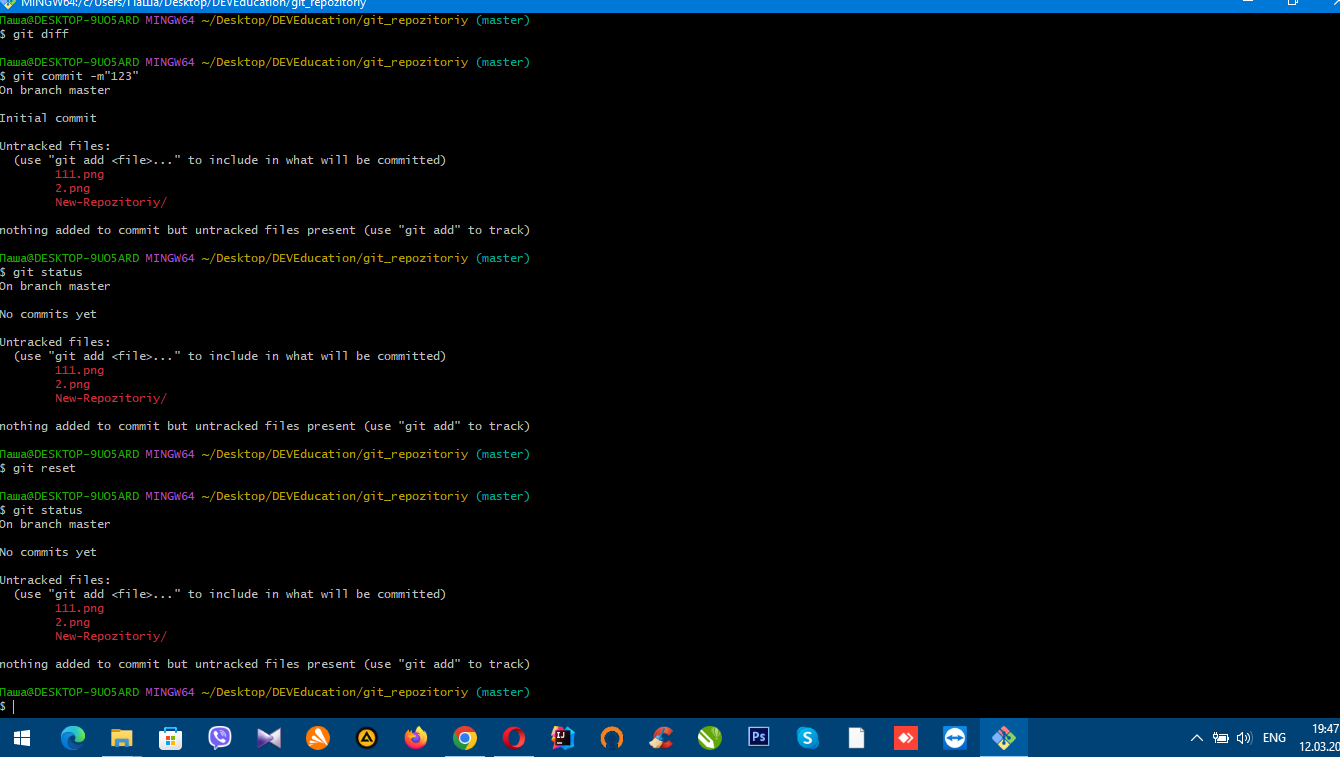 MINGW64:/c/Users/Паша/Desktop/DEVEducation/git_repozitoriy
Паша@DESKTOP-9UO5ARD MINGW64 ~/Desktop/DEVEducation/git_repozitoriy (master)
$ git diff
Паша@DESKTOP-9UO5ARD MINGW64 ~/Desktop/DEVEducation/git_repozitoriy (master)
$ git commit -m"123"
On branch master
Initial commit
Untracked files:
(use "git add <file>..." to include in what will be committed)
111.png
2.png
New-Repozitoriy/
nothing added to commit but untracked files present (use "git add" to track)
Паша@DESKTOP-9UO5ARD MINGW64 ~/Desktop/DEVEducation/git_repozitoriy (master)
$ git status
On branch master
No commits yet
Untracked files:
(use "git add <file>..." to include in what will be committed)
111.png
2.png
New-Repozitoriy/
nothing added to commit but untracked files present (use "git add" to track)
Паша@DESKTOP-9UO5ARD MINGW64 ~/Desktop/DEVEducation/git_repozitoriy (master)
$ git reset
Паша@DESKTOP-9UO5ARD MINGW64 ~/Desktop/DEVEducation/git_repozitoriy (master)
$ git status
On branch master
No commits yet
Untracked files:
(use "git add <file>..." to include in what will be committed)
111.png
2.png
New-Repozitoriy/
nothing added to commit but untracked files present (use "git add" to track)
Паша@DESKTOP-9UO5ARD MINGW64 ~/Desktop/DEVEducation/git_repozitoriy (master)
$
IJ
Ps
ENG
19:47
12.03.20